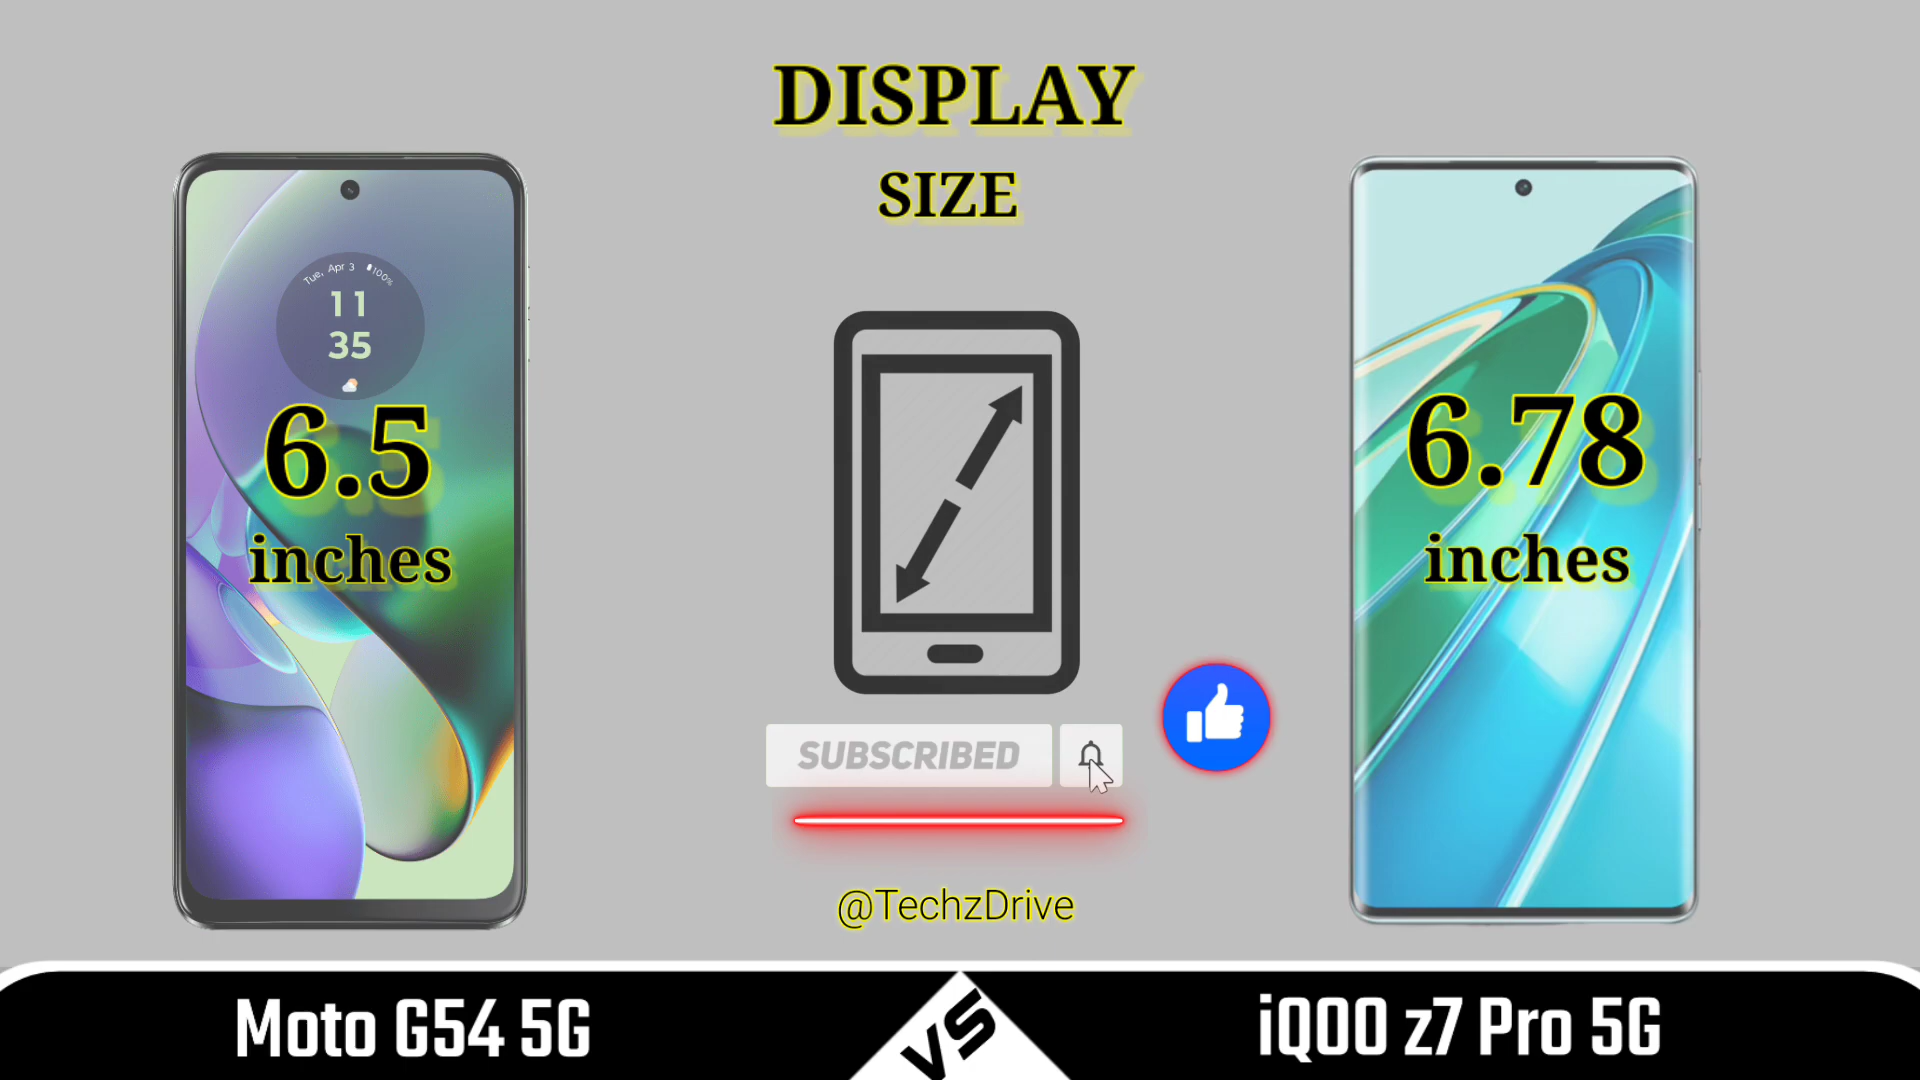 DISPLAY
SIZE
Tue, Apr 3 100%
11
35
6.5
inches
6.78
inches
SUBSCRIBED
@TechzDrive
Moto G54 5G
VS
iQOO z7 Pro 5G